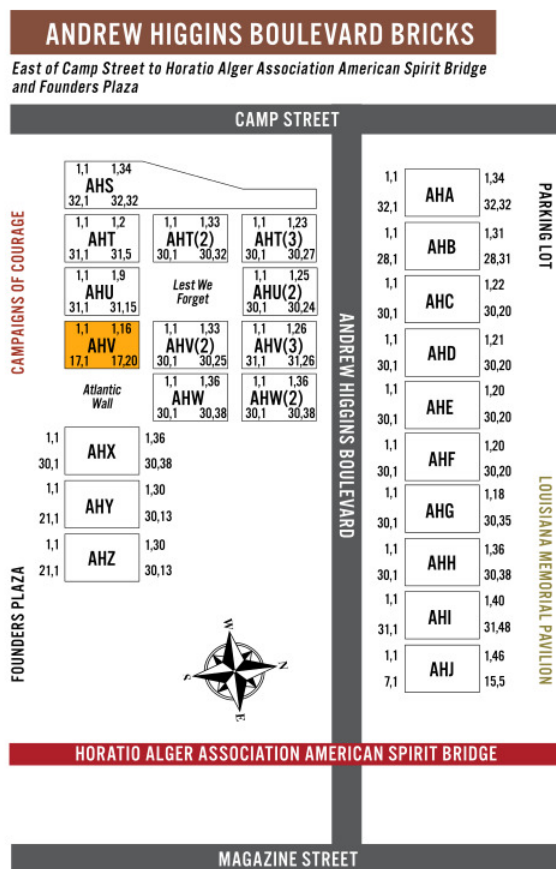 ANDREW HIGGINS BOULEVARD BRICKS
East of Camp Street to Horatio Alger Association American Spirit Bridge
and Founders Plaza
CAMP STREET
1,1 1,34
AHS
32,1 32,32
1,1 1,2
AHT
31,1 31,5
1,1 1,33
AHT(2)
30,1 30,32
1,1 1,23
AHT(3)
30,1 30,27
1,1 1,9
AHU
31,1 31,15
Lest We
Forget
1,1 1,25
AHU(2)
30,1 30,24
1,1 1,16
AHV
17,1 17,20
1,1 1,33
AHV(2)
30,1 30,25
1,1 1,26
AHV(3)
31,1 31,26
Atlantic
Wall
1,1 1,36
AHW
30,1 30,38
1,1 1,36
AHW(2)
30,1 30,38
1,1 1,36
AHX
30,1 30,38
1,1 1,30
AHY
21,1 30,13
1,1 1,30
AHZ
21,1 30,13
CAMPAIGNS OF COURAGE
FOUNDERS PLAZA
ANDREW HIGGINS BOULEVARD
1,1 1,34
AHA
32,1 32,32
1,1 1,31
AHB
28,1 28,31
1,1 1,22
AHC
30,1 30,20
1,1 1,21
AHD
30,1 30,20
1,1 1,20
AHE
30,1 30,20
1,1 1,20
AHF
30,1 30,20
1,1 1,18
AHG
30,1 30,35
1,1 1,36
AHH
30,1 30,38
1,1 1,40
AHI
31,1 31,48
1,1 1,46
AHJ
7,1 15,5
PARKING LOT
LOUISIANA MEMORIAL PAVILION
W
N
S
E
HORATIO ALGER ASSOCIATION AMERICAN SPIRIT BRIDGE
MAGAZINE STREET